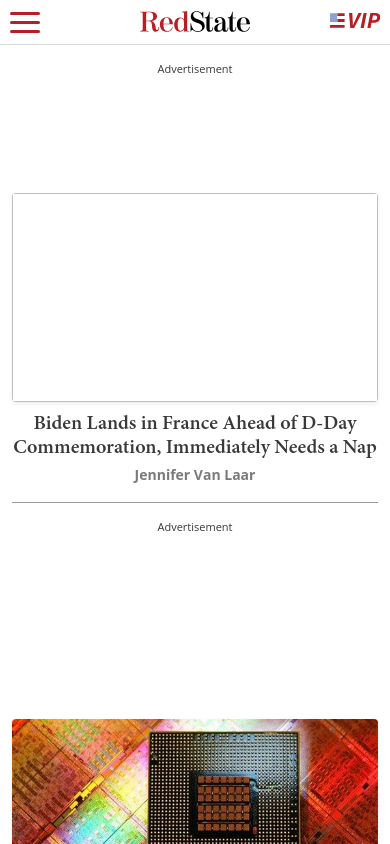 RedState
VIP
Advertisement
Biden Lands in France Ahead of D-Day
Commemoration, Immediately Needs a Nap
Jennifer Van Laar
Advertisement